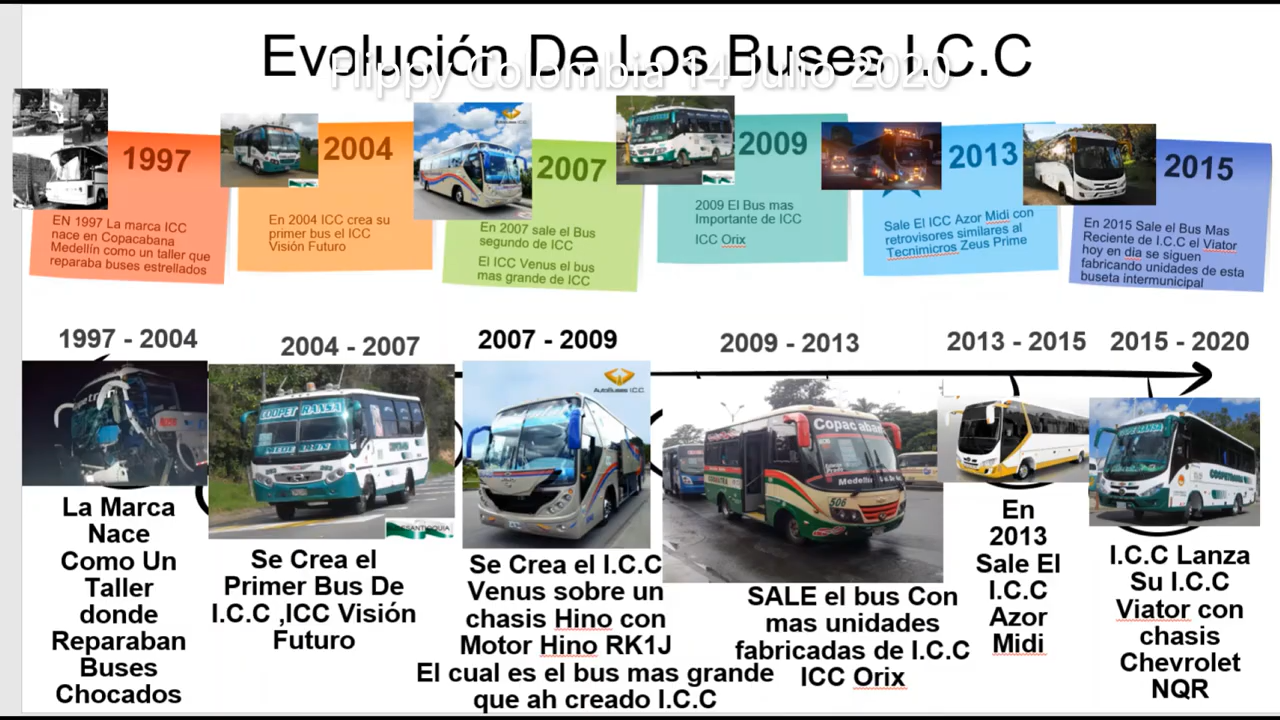 Evolución De Los Buses I.C.C
Flippy Colombia 14 Julio 2020
1997
EN 1997 La marca ICC
nace en Copacabana
Medellín como un taller que
reparaba buses estrellados
2004
En 2004 ICC crea su
primer bus el ICC
Visión Futuro
2007
En 2007 sale el Bus
segundo de ICC
El ICC Venus el bus
mas grande de ICC
2009
2009 El Bus mas
Importante de ICC
ICC Orix
2013
Sale El ICC Azor Midi con
retrovisores similares al
Tecnimicros Zeus Prime
2015
En 2015 Sale el Bus Mas
Reciente de I.C.C el Viator
hoy en día se siguen
fabricando unidades de esta
buseta intermunicipal
1997 - 2004
2004 - 2007
2007 - 2009
2009 - 2013
2013 - 2015
2015 - 2020
COOPETRANSA
MEDELLIN
AutoBuses I.C.C.
Copacabana
Medellin
506
La Marca
Nace
Como Un
Taller
donde
Reparaban
Buses
Chocados
Se Crea el
Primer Bus De
I.C.C ,ICC Visión
Futuro
Se Crea el I.C.C
Venus sobre un
chasis Hino con
Motor Hino RK1J
El cual es el bus mas grande
que ah creado I.C.C
SALE el bus Con
mas unidades
fabricadas de I.C.C
ICC Orix
En
2013
Sale El
I.C.C
Azor
Midi
I.C.C Lanza
Su I.C.C
Viator con
chasis
Chevrolet
NQR